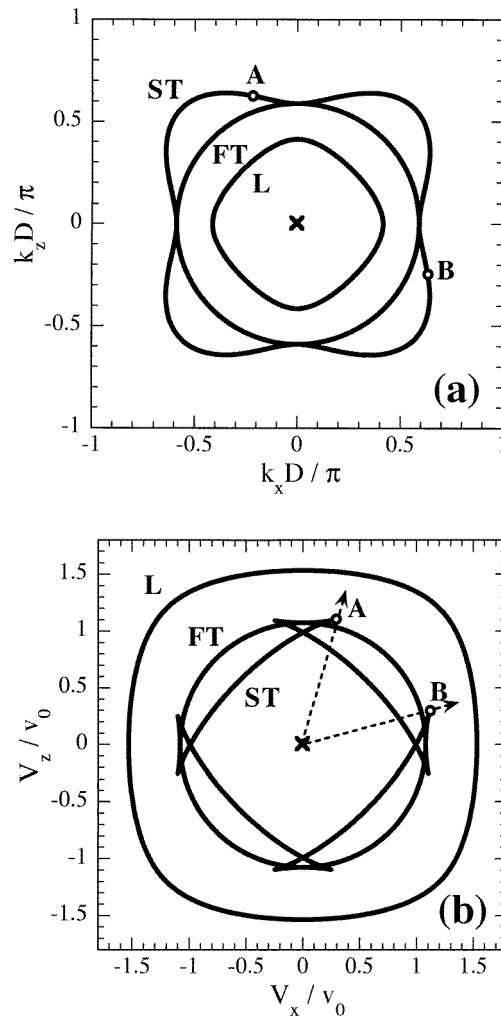 1
A
ST
0.5
FT
L
k_z D / π
0
B
-0.5
(a)
-1
-1 -0.5 0 0.5 1
k_x D / π
1.5
L
A
1
FT
ST
0.5
B
V_z / v_0
0
-0.5
-1
-1.5
(b)
-1.5 -1 -0.5 0 0.5 1 1.5
V_x / v_0